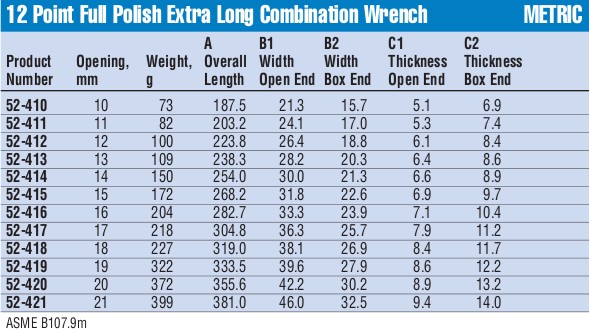 12 Point Full Polish Extra Long Combination Wrench METRIC
A B1 B2 C1 C2
Product Opening, Weight, Overall Width Width Thickness Thickness
Number mm g Length Open End Box End Open End Box End
52-410 10 73 187.5 21.3 15.7 5.1 6.9
52-411 11 82 203.2 24.1 17.0 5.3 7.4
52-412 12 100 223.8 26.4 18.8 6.1 8.4
52-413 13 109 238.3 28.2 20.3 6.4 8.6
52-414 14 150 254.0 30.0 21.3 6.6 8.9
52-415 15 172 268.2 31.8 22.6 6.9 9.7
52-416 16 204 282.7 33.3 23.9 7.1 10.4
52-417 17 218 304.8 36.3 25.7 7.9 11.2
52-418 18 227 319.0 38.1 26.9 8.4 11.7
52-419 19 322 333.5 39.6 27.9 8.6 12.2
52-420 20 372 355.6 42.2 30.2 8.9 13.2
52-421 21 399 381.0 46.0 32.5 9.4 14.0
ASME B107.9m